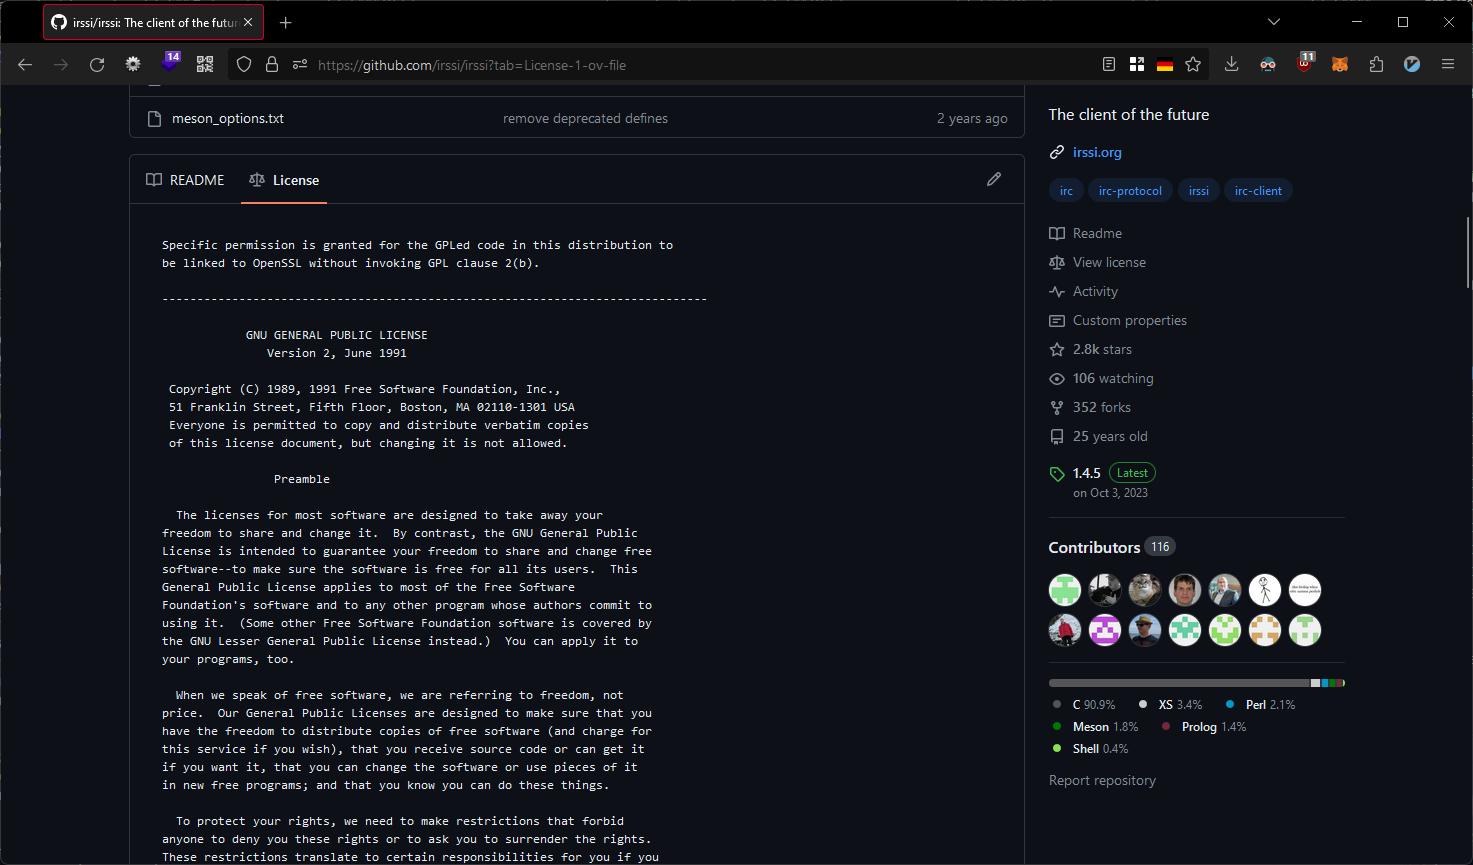 irssi/irssi: The client of the futur
14
https://github.com/irssi/irssi?tab=License-1-ov-file
11
meson_options.txt
remove deprecated defines
2 years ago
README
License
Specific permission is granted for the GPLed code in this distribution to
be linked to OpenSSL without invoking GPL clause 2(b).
------------------------------------------------------------------------------
GNU GENERAL PUBLIC LICENSE
Version 2, June 1991
Copyright (C) 1989, 1991 Free Software Foundation, Inc.,
51 Franklin Street, Fifth Floor, Boston, MA 02110-1301 USA
Everyone is permitted to copy and distribute verbatim copies
of this license document, but changing it is not allowed.
Preamble
The licenses for most software are designed to take away your
freedom to share and change it.  By contrast, the GNU General Public
License is intended to guarantee your freedom to share and change free
software--to make sure the software is free for all its users.  This
General Public License applies to most of the Free Software
Foundation's software and to any other program whose authors commit to
using it.  (Some other Free Software Foundation software is covered by
the GNU Lesser General Public License instead.)  You can apply it to
your programs, too.
When we speak of free software, we are referring to freedom, not
price.  Our General Public Licenses are designed to make sure that you
have the freedom to distribute copies of free software (and charge for
this service if you wish), that you receive source code or can get it
if you want it, that you can change the software or use pieces of it
in new free programs; and that you know you can do these things.
To protect your rights, we need to make restrictions that forbid
anyone to deny you these rights or to ask you to surrender the rights.
These restrictions translate to certain responsibilities for you if you
The client of the future
irssi.org
irc
irc-protocol
irssi
irc-client
Readme
View license
Activity
Custom properties
2.8k stars
106 watching
352 forks
25 years old
1.4.5 Latest
on Oct 3, 2023
Contributors 116
C 90.9%
XS 3.4%
Perl 2.1%
Meson 1.8%
Prolog 1.4%
Shell 0.4%
Report repository